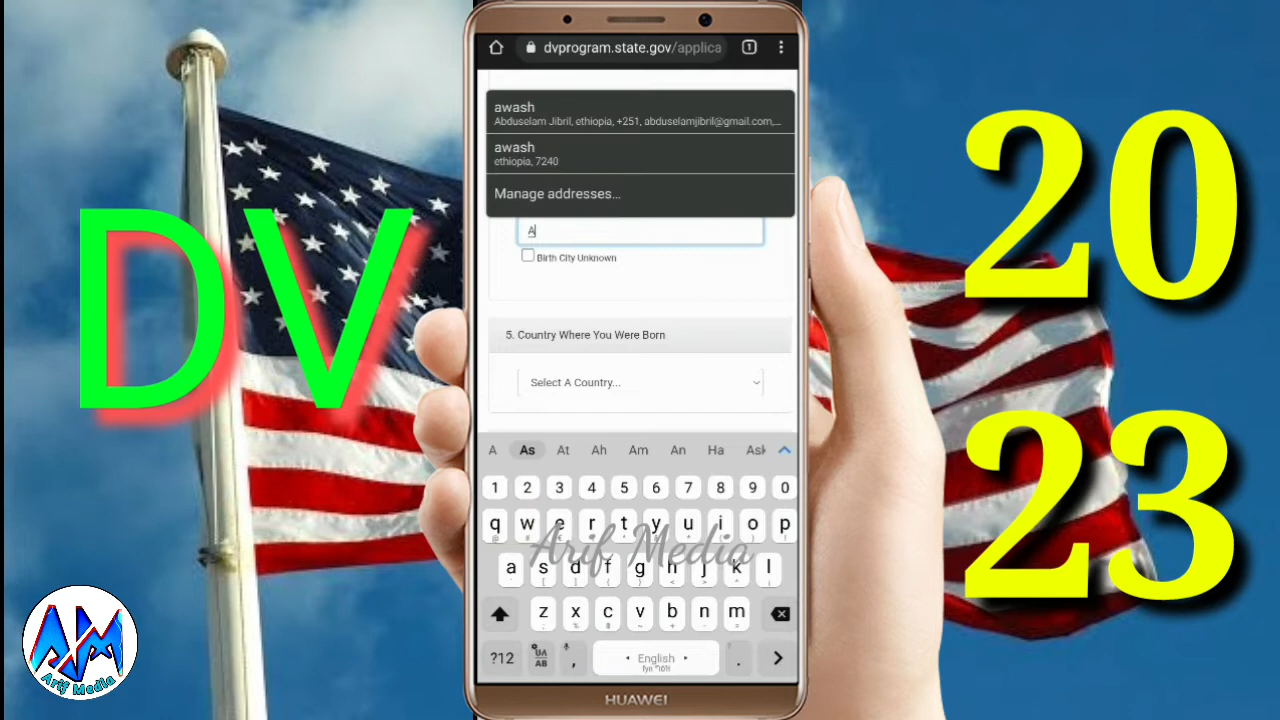 DV
20
23
dvprogram.state.gov/applica
1
awash
Abduselam Jibril, ethiopia, +251, abduselamjibril@gmail.com,...
awash
ethiopia, 7240
Manage addresses...
A
Birth City Unknown
5. Country Where You Were Born
Select A Country...
A As At Ah Am An Ha Ask
1 2 3 4 5 6 7 8 9 0
q w e r t y u i o p
Arif Media
a s d f g h j k l
z x c v b n m
?12 , English . 
HUAWEI
AM
Arif Media